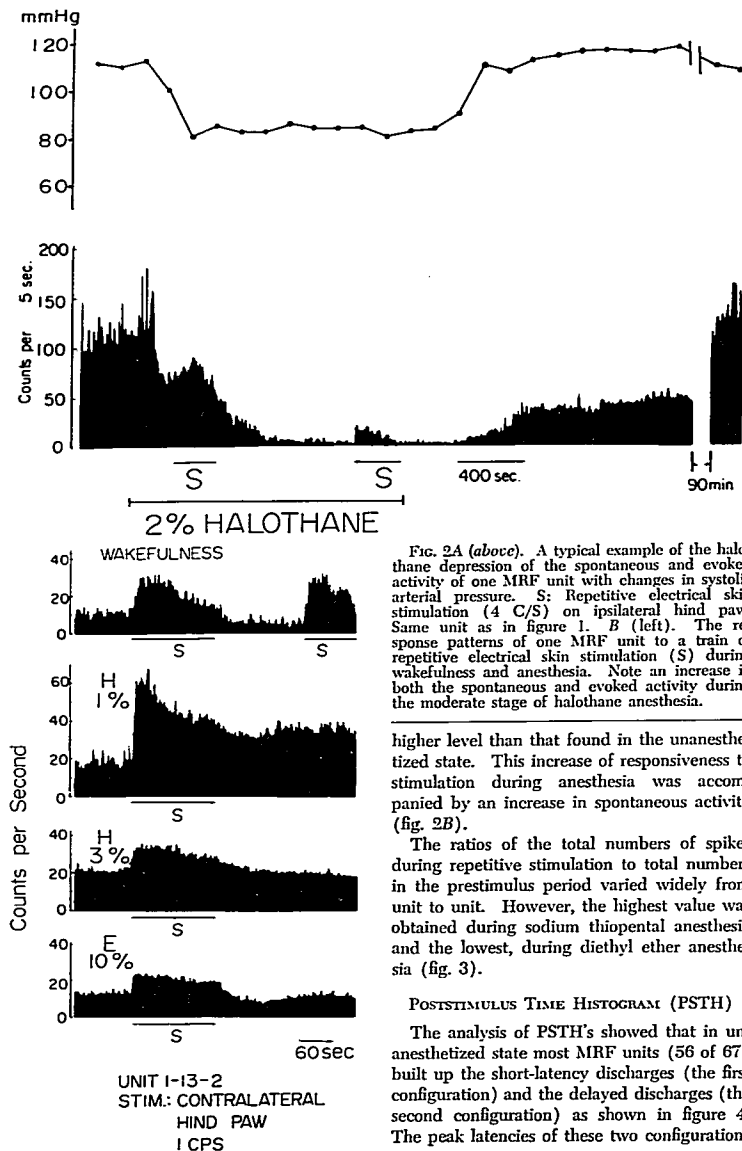 mmHg
120
100
80
60
200
150
100
50
0
Counts per 5 sec.
S
S
400 sec.
90min
2% HALOTHANE
WAKEFULNESS
40
20
0
S
S
H
1%
60
40
20
0
S
H
3%
40
20
0
S
E
10%
40
20
0
S
60sec
Counts per Second
UNIT 1-13-2
STIM.: CONTRALATERAL
HIND PAW
1 CPS
FIG. 2A (above). A typical example of the halo
thane depression of the spontaneous and evoke
activity of one MRF unit with changes in systoli
arterial pressure. S: Repetitive electrical ski
stimulation (4 C/S) on ipsilateral hind paw
Same unit as in figure 1. B (left). The re
sponse patterns of one MRF unit to a train o
repetitive electrical skin stimulation (S) durin
wakefulness and anesthesia. Note an increase i
both the spontaneous and evoked activity durin
the moderate stage of halothane anesthesia.
higher level than that found in the unanesthe
tized state. This increase of responsiveness t
stimulation during anesthesia was accom
panied by an increase in spontaneous activit
(fig. 2B).
The ratios of the total numbers of spike
during repetitive stimulation to total number
in the prestimulus period varied widely from
unit to unit. However, the highest value wa
obtained during sodium thiopental anesthesi
and the lowest, during diethyl ether anesthe
sia (fig. 3).
POSTSTIMULUS TIME HISTOGRAM (PSTH)
The analysis of PSTH's showed that in un
anesthetized state most MRF units (56 of 67
built up the short-latency discharges (the firs
configuration) and the delayed discharges (th
second configuration) as shown in figure 4
The peak latencies of these two configuration